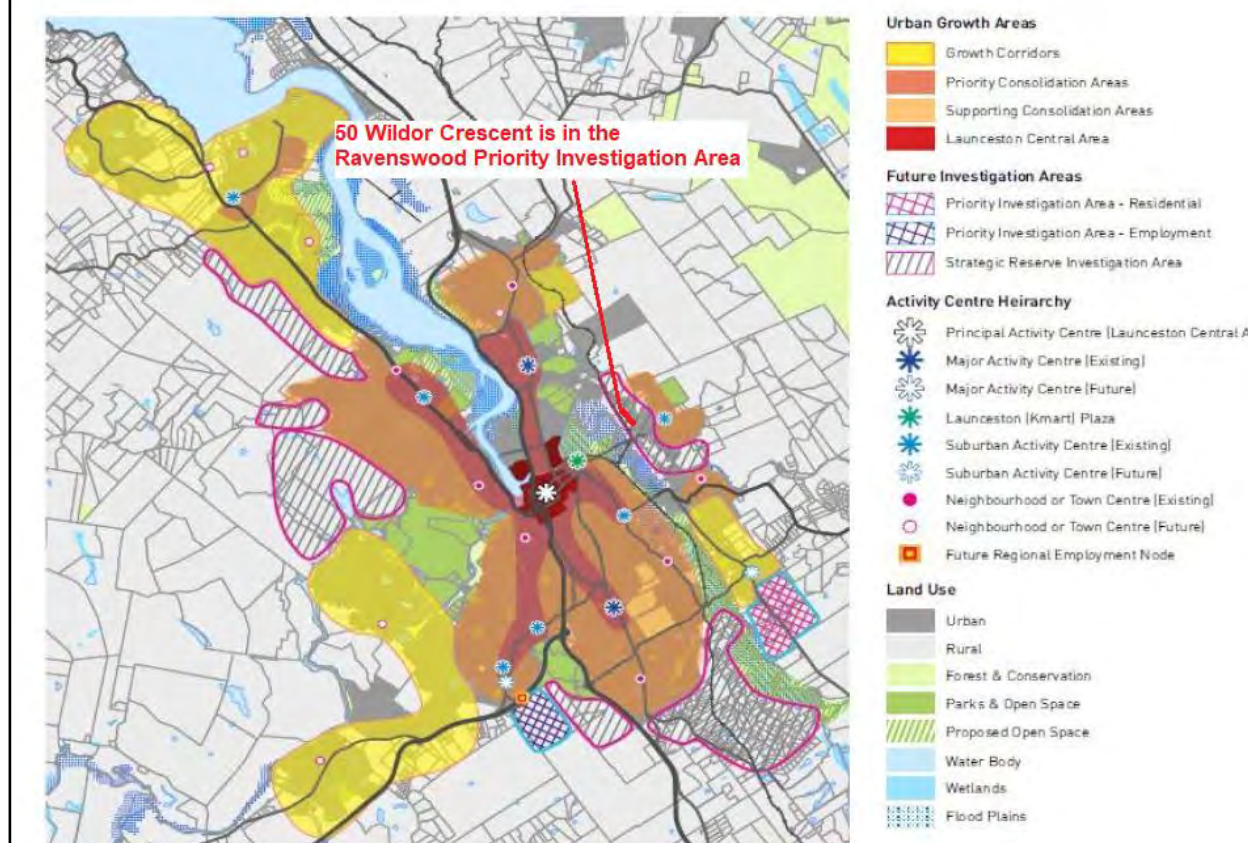 50 Wildor Crescent is in the
Ravenswood Priority Investigation Area
Urban Growth Areas
Growth Corridors
Priority Consolidation Areas
Supporting Consolidation Areas
Launceston Central Area
Future Investigation Areas
Priority Investigation Area - Residential
Priority Investigation Area - Employment
Strategic Reserve Investigation Area
Activity Centre Heirarchy
Principal Activity Centre (Launceston Central A
Major Activity Centre (Existing)
Major Activity Centre (Future)
Launceston (Kmart) Plaza
Suburban Activity Centre (Existing)
Suburban Activity Centre (Future)
Neighbourhood or Town Centre (Existing)
Neighbourhood or Town Centre (Future)
Future Regional Employment Node
Land Use
Urban
Rural
Forest & Conservation
Parks & Open Space
Proposed Open Space
Water Body
Wetlands
Flood Plains